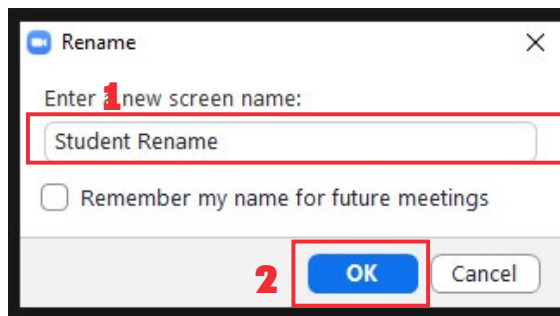 Rename
Enter a new screen name:
1
Student Rename
Remember my name for future meetings
2
OK
Cancel